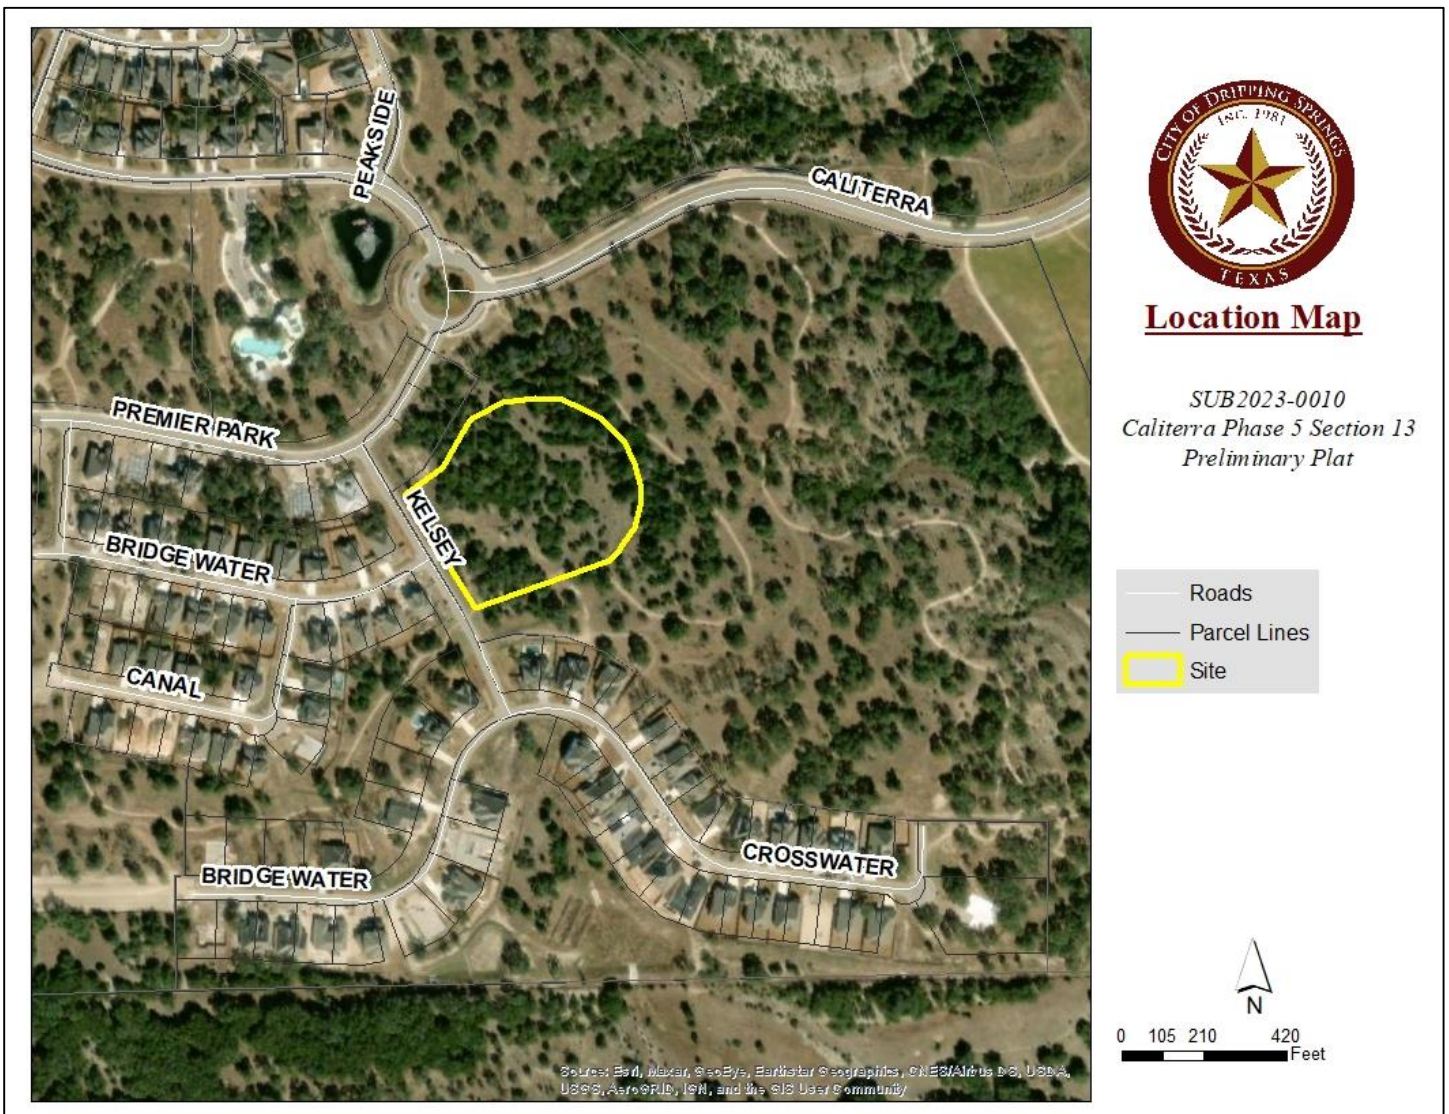 PEAKSIDE
CALITERRA
PREMIER PARK
KELSEY
BRIDGE WATER
CANAL
BRIDGE WATER
CROSSWATER
Source: Esri, Maxar, GeoEye, Earthstar Geographics, CNES/Airbus DS, USDA,
USGS, AeroGRID, IGN, and the GIS User Community
CITY OF DRIPPING SPRINGS
INC. 1981
TEXAS
Location Map
SUB2023-0010
Caliterra Phase 5 Section 13
Preliminary Plat
Roads
Parcel Lines
Site
N
0 105 210 420
Feet